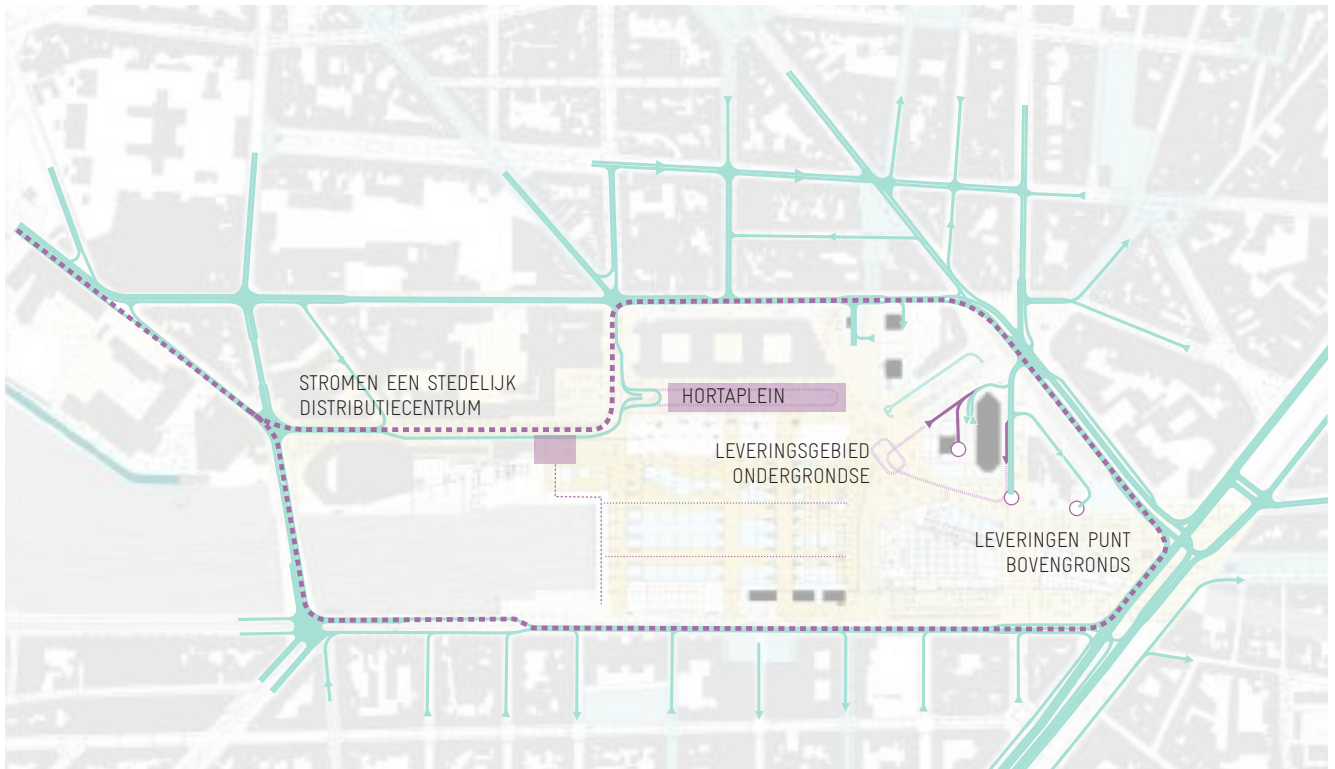 STROMEN EEN STEDELIJK
DISTRIBUTIECENTRUM
HORTAPLEIN
LEVERINGSGEBIED
ONDERGRONDSE
LEVERINGEN PUNT
BOVENGRONDS